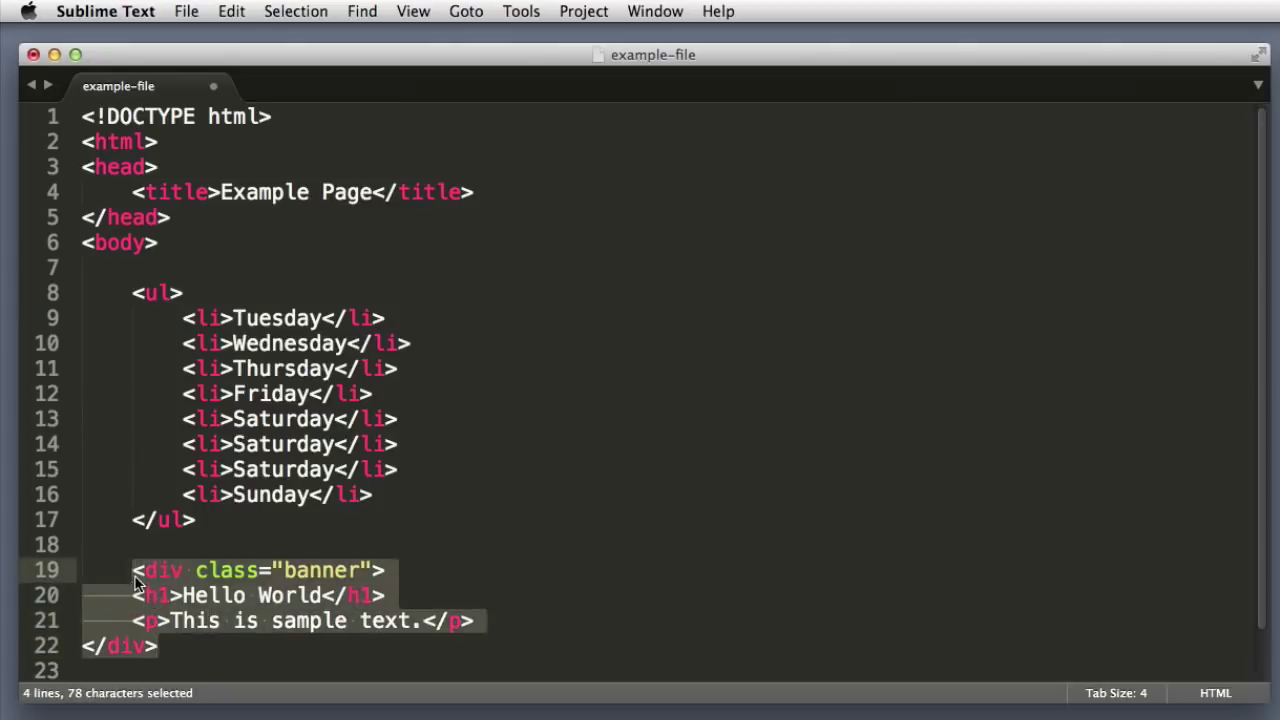 Sublime Text File Edit Selection Find View Goto Tools Project Window Help
example-file
example-file
1 <!DOCTYPE html>
2 <html>
3 <head>
4 <title>Example Page</title>
5 </head>
6 <body>
7
8 <ul>
9 <li>Tuesday</li>
10 <li>Wednesday</li>
11 <li>Thursday</li>
12 <li>Friday</li>
13 <li>Saturday</li>
14 <li>Saturday</li>
15 <li>Saturday</li>
16 <li>Sunday</li>
17 </ul>
18
19 <div class="banner">
20 <h1>Hello World</h1>
21 <p>This is sample text.</p>
22 </div>
23
4 lines, 78 characters selected Tab Size: 4 HTML